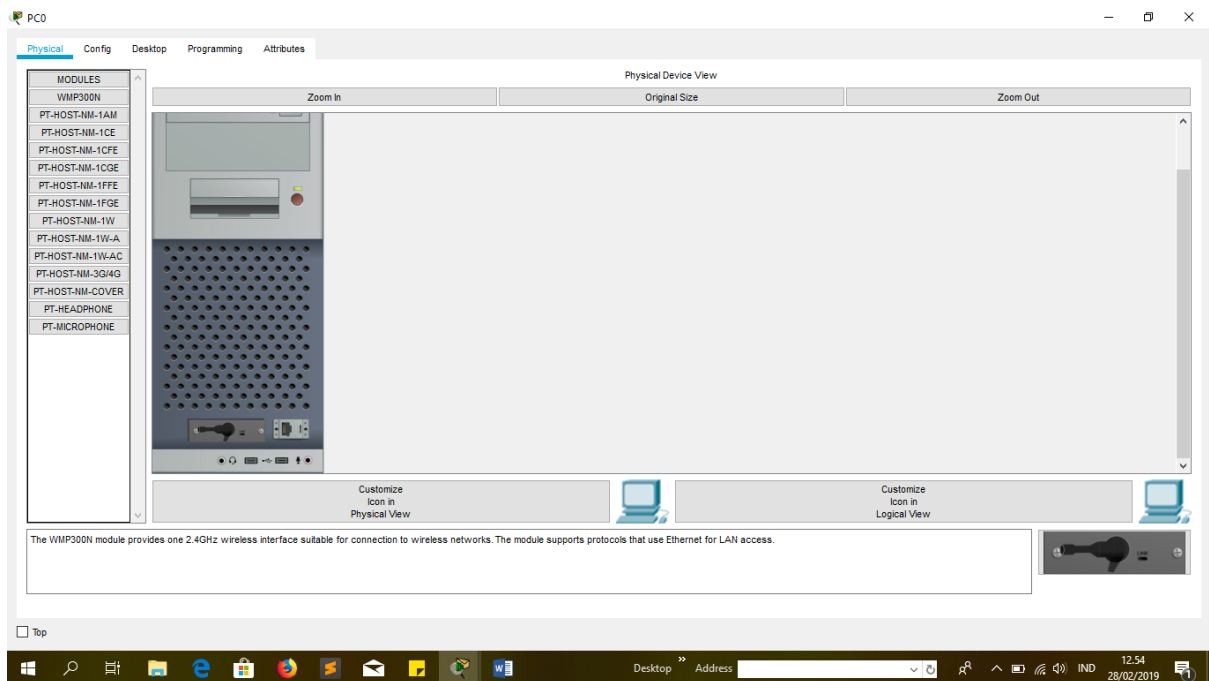 PC0
Physical Config Desktop Programming Attributes
MODULES
WMP300N
PT-HOST-NM-1AM
PT-HOST-NM-1CE
PT-HOST-NM-1CFE
PT-HOST-NM-1CGE
PT-HOST-NM-1FFE
PT-HOST-NM-1FGE
PT-HOST-NM-1W
PT-HOST-NM-1W-A
PT-HOST-NM-1W-AC
PT-HOST-NM-3G/4G
PT-HOST-NM-COVER
PT-HEADPHONE
PT-MICROPHONE
Physical Device View
Zoom In Original Size Zoom Out
Customize
Icon in
Physical View
Customize
Icon in
Logical View
The WMP300N module provides one 2.4GHz wireless interface suitable for connection to wireless networks. The module supports protocols that use Ethernet for LAN access.
Top
Desktop Address
IND
12.54
28/02/2019